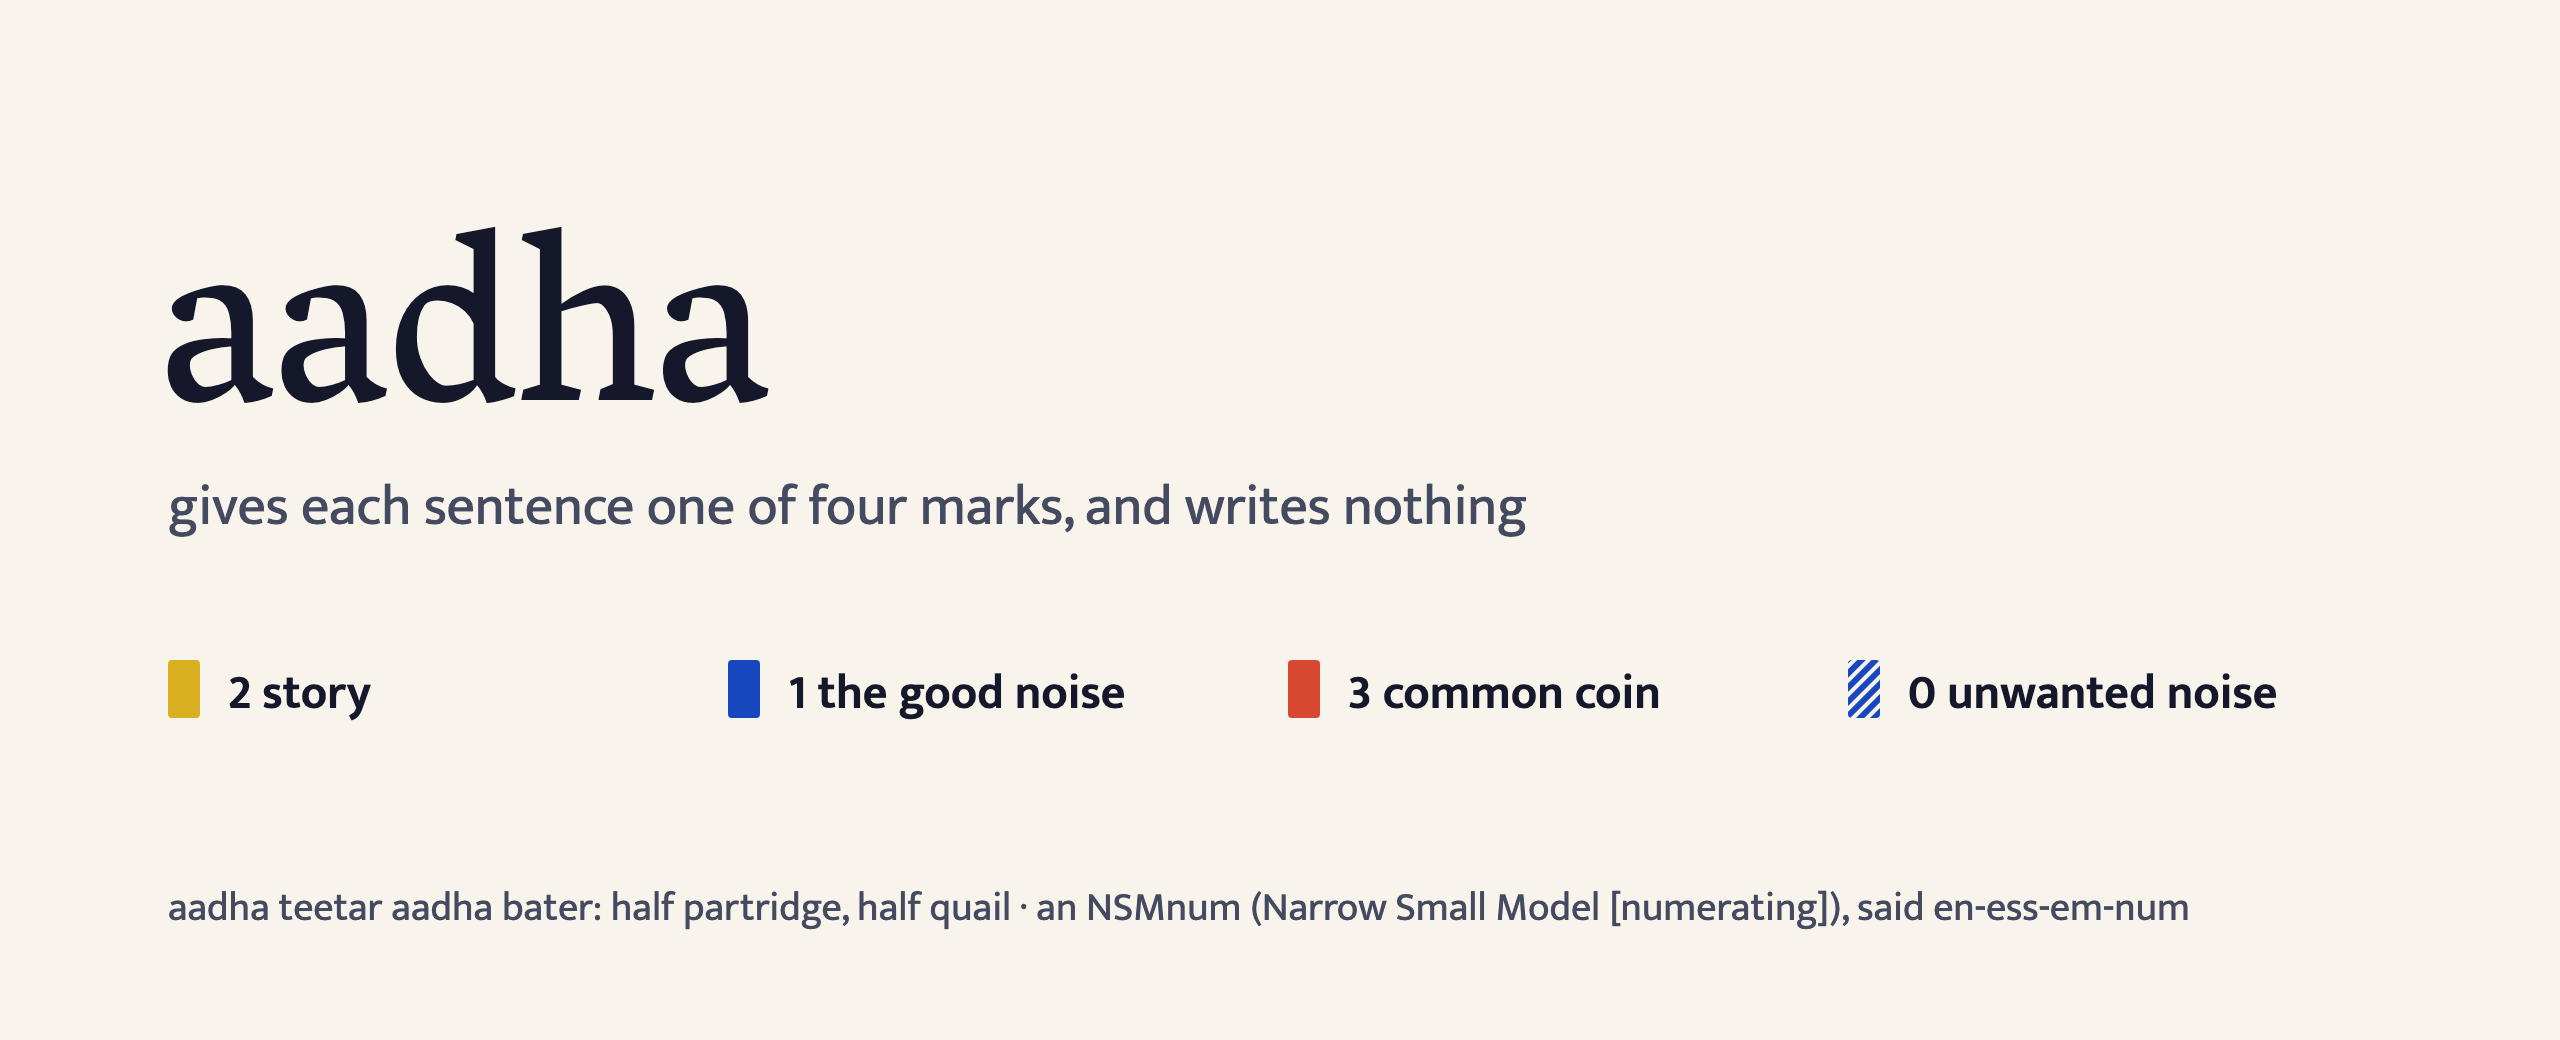 aadha
gives each sentence one of four marks, and writes nothing
2 story
1 the good noise
3 common coin
0 unwanted noise
aadha teetar aadha bater: half partridge, half quail · an NSMnum (Narrow Small Model [numerating]), said en-ess-em-num